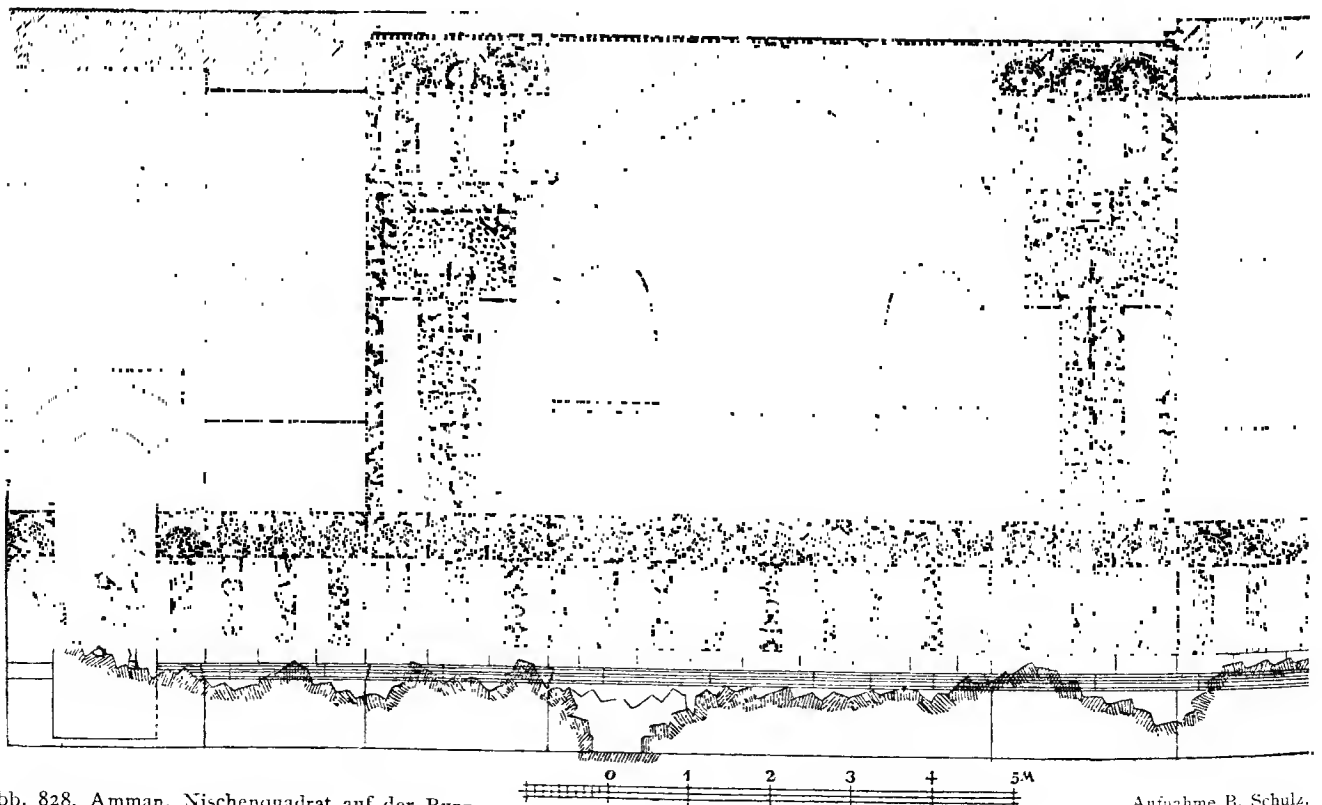 0 1 2 3 4 5M
bb. 828. Amman, Nischenquadrat auf der Burg.
Aufnahme B. Schulz.